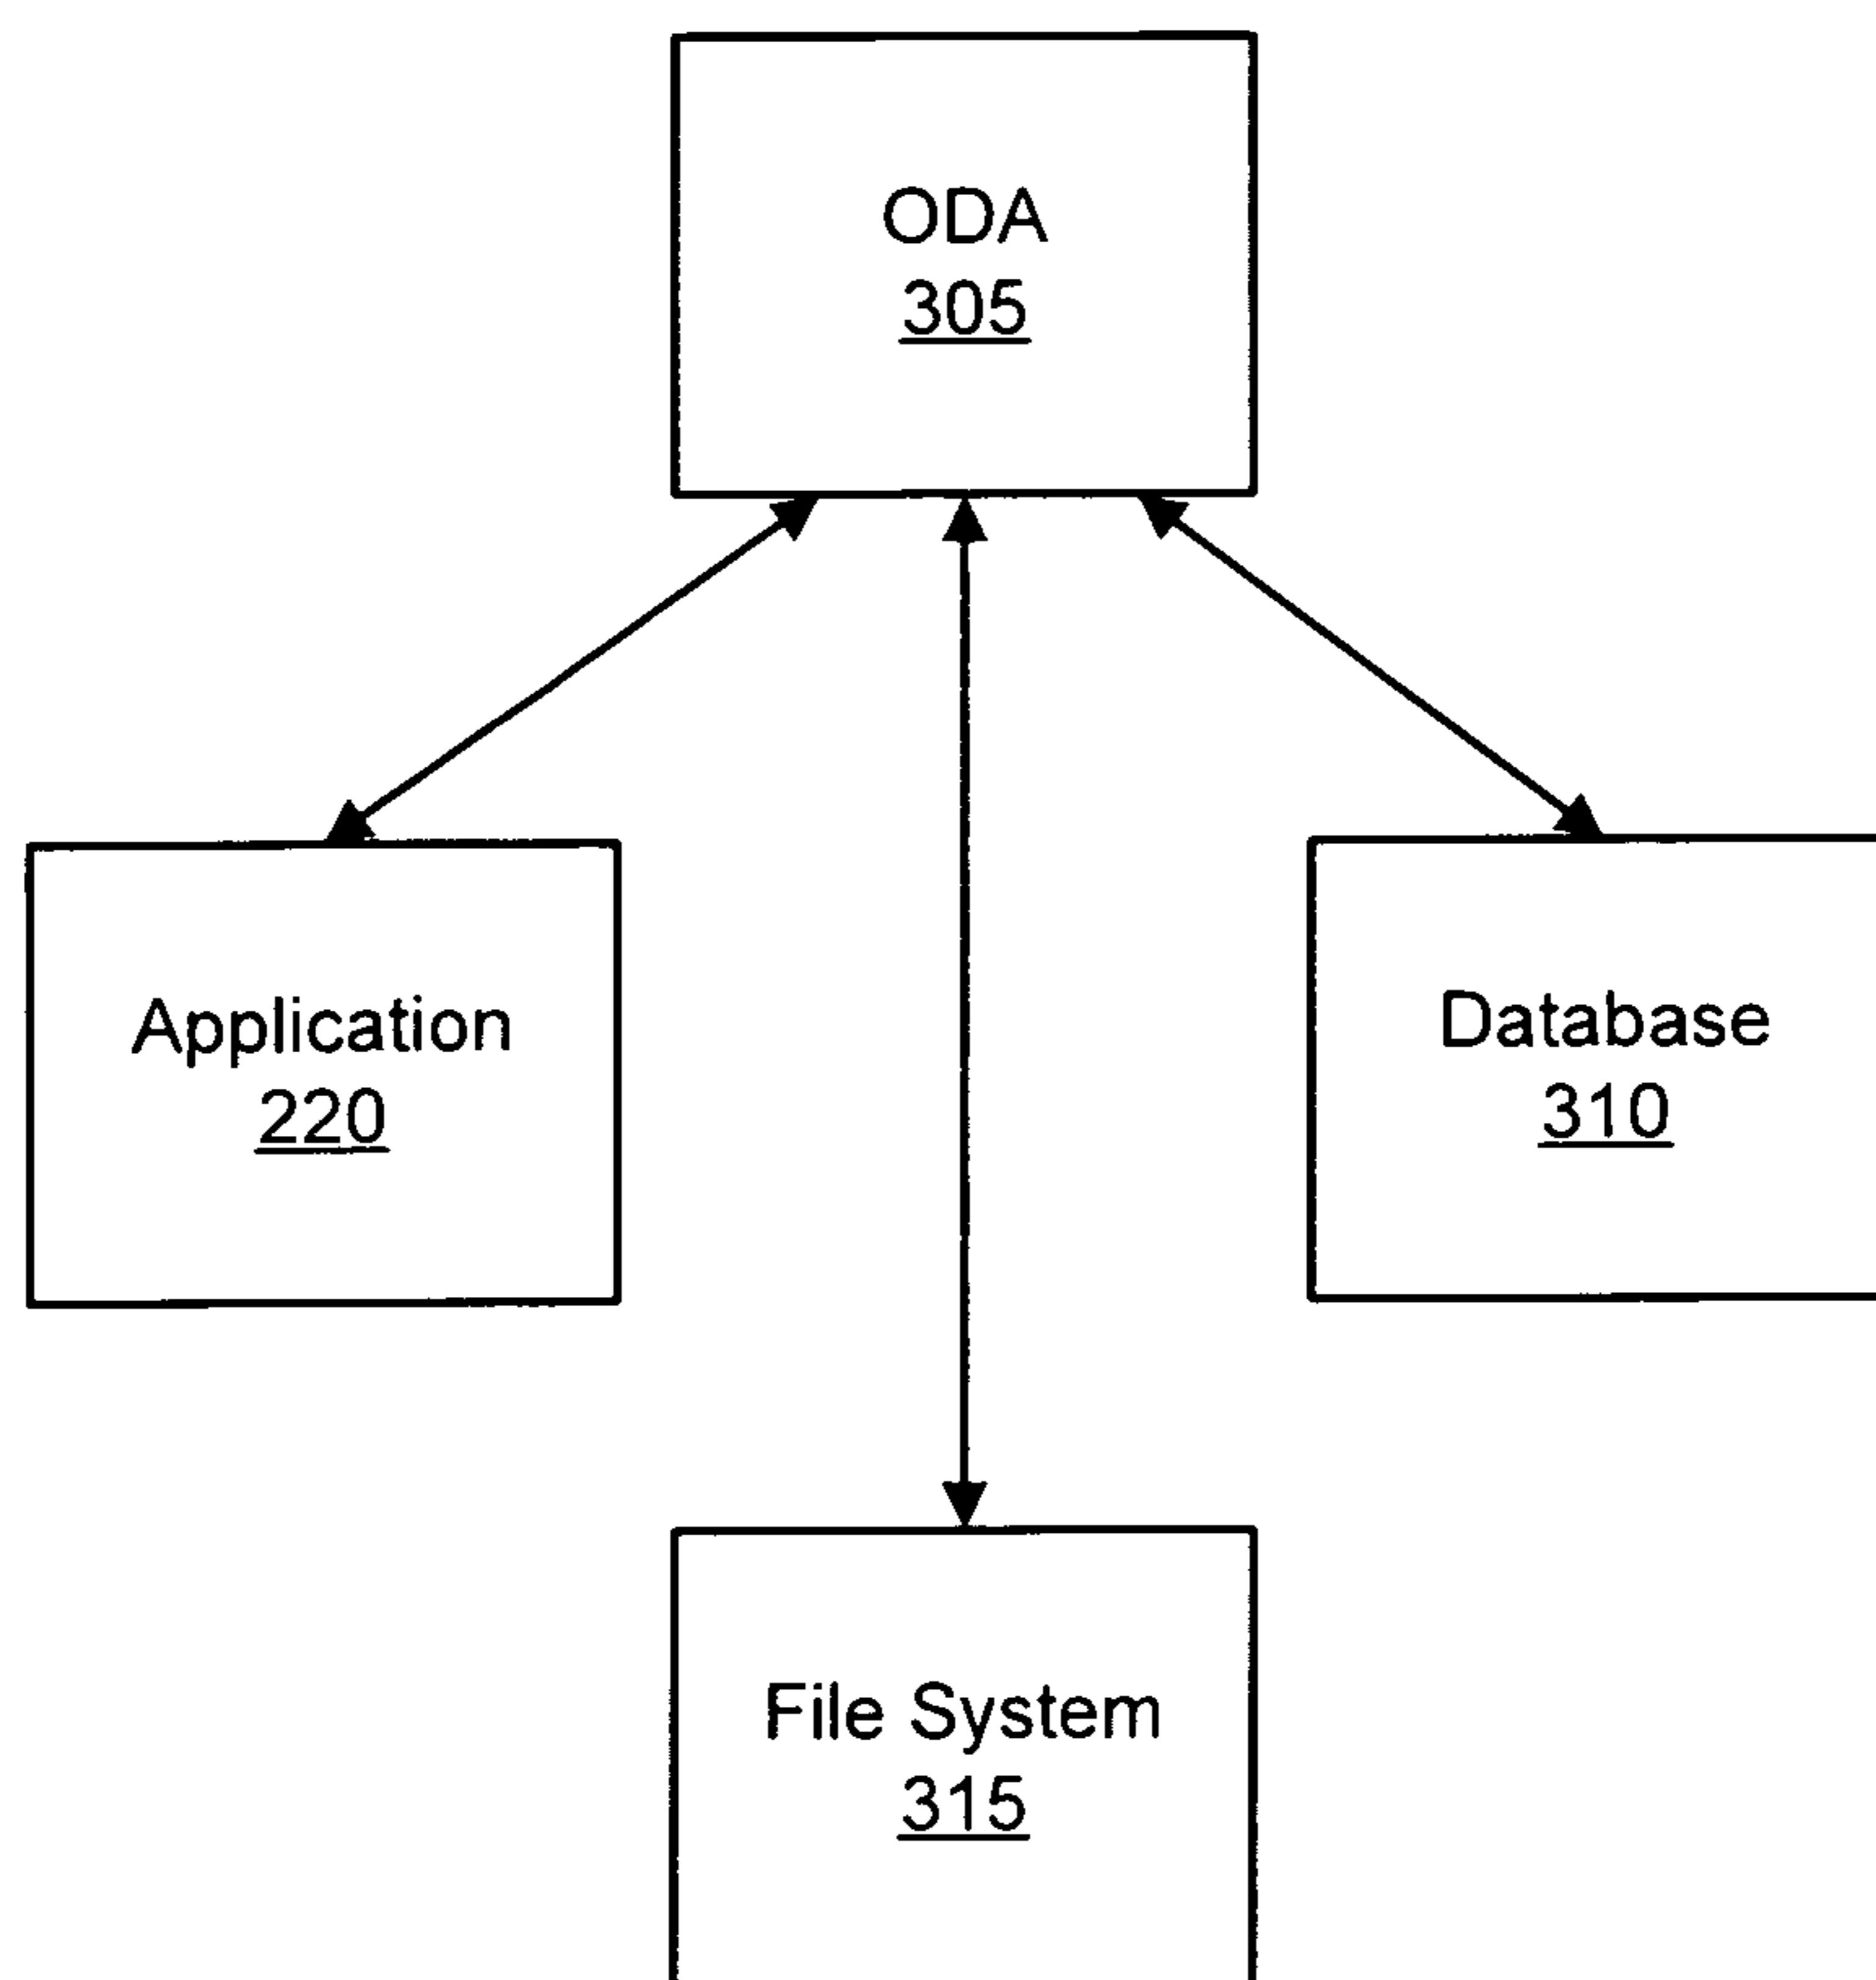 ODA
305
Application
220
Database
310
File System
315